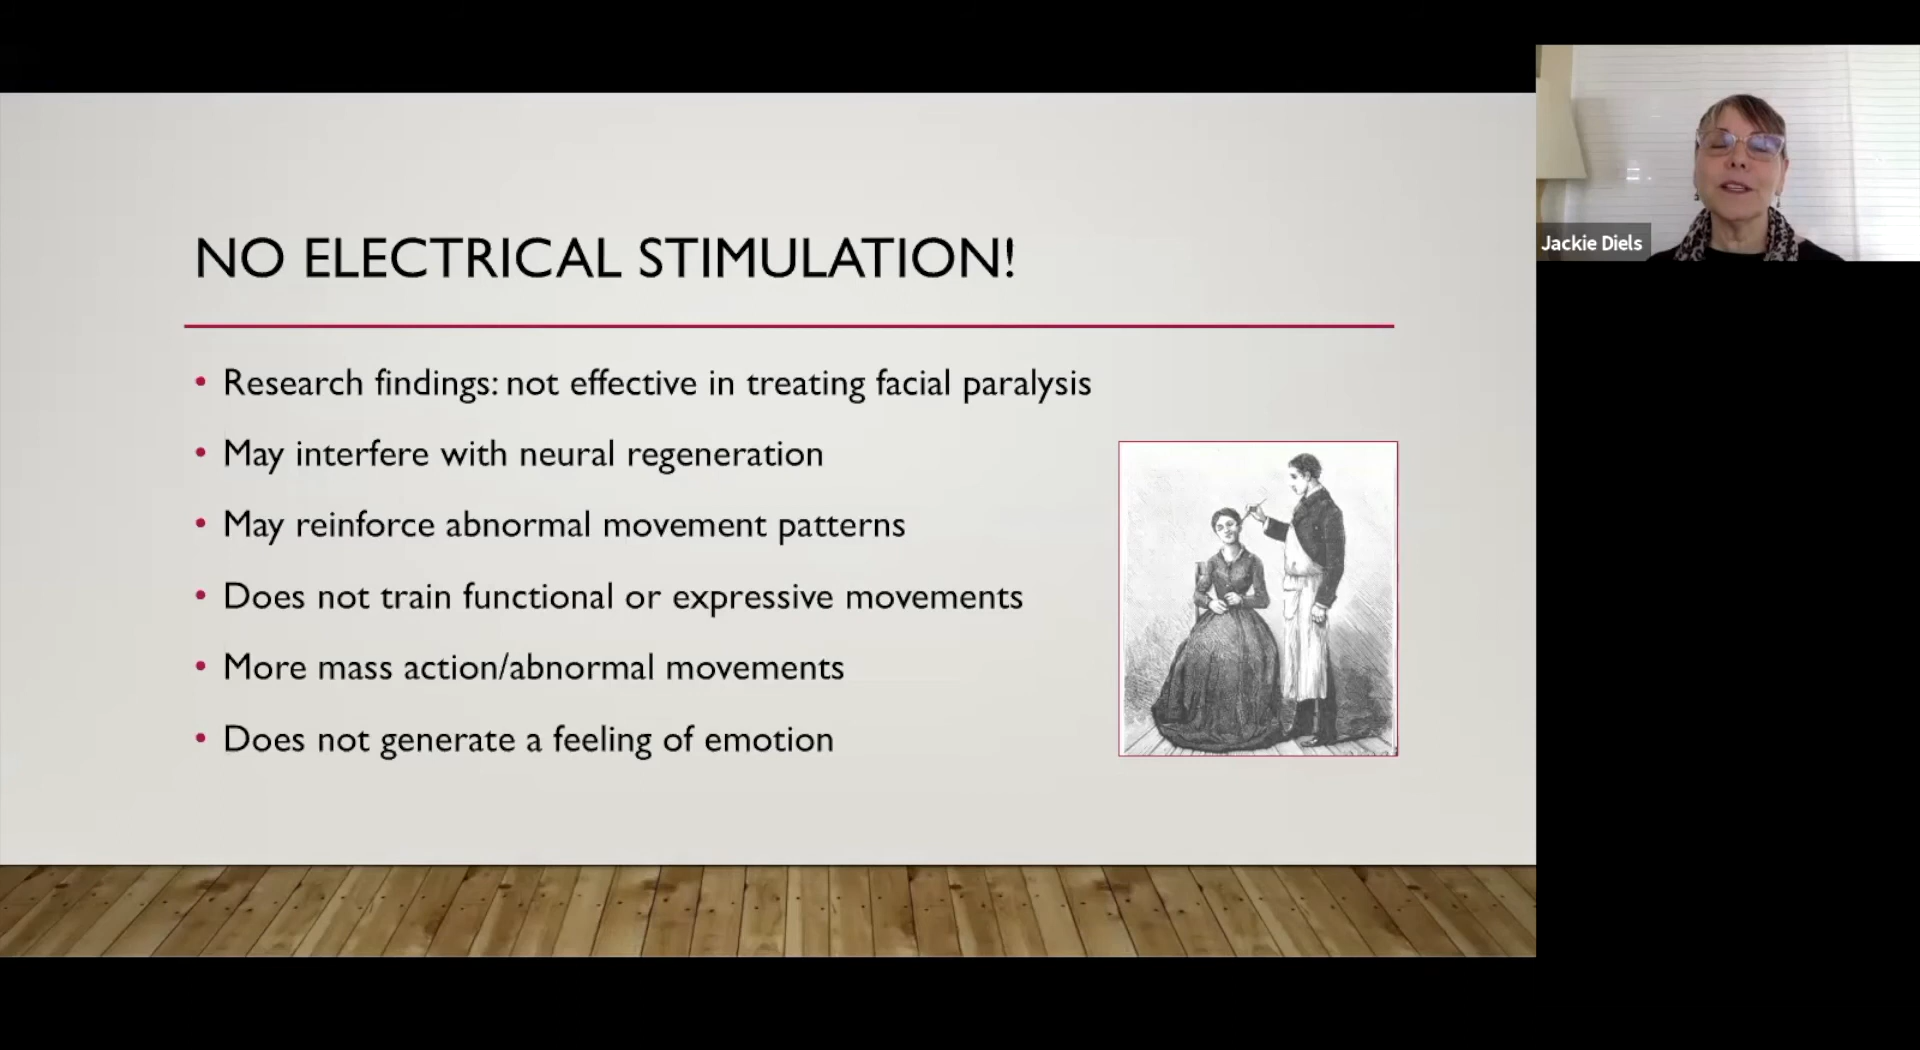 NO ELECTRICAL STIMULATION!
• Research findings: not effective in treating facial paralysis
• May interfere with neural regeneration
• May reinforce abnormal movement patterns
• Does not train functional or expressive movements
• More mass action/abnormal movements
• Does not generate a feeling of emotion
Jackie Diels